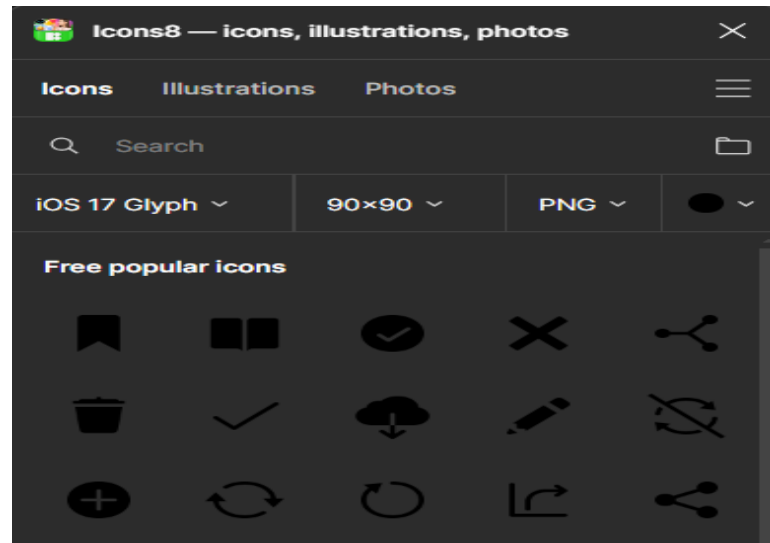 Icons8 — icons, illustrations, photos
Icons Illustrations Photos
Search
iOS 17 Glyph 90×90 PNG
Free popular icons